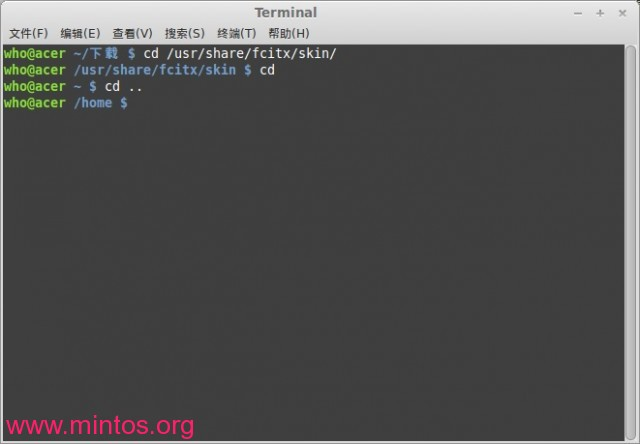 Terminal
文件(F) 编辑(E) 查看(V) 搜索(S) 终端(T) 帮助(H)
who@acer ~/下载 $ cd /usr/share/fcitx/skin/
who@acer /usr/share/fcitx/skin $ cd
who@acer ~ $ cd ..
who@acer /home $
www.mintos.org